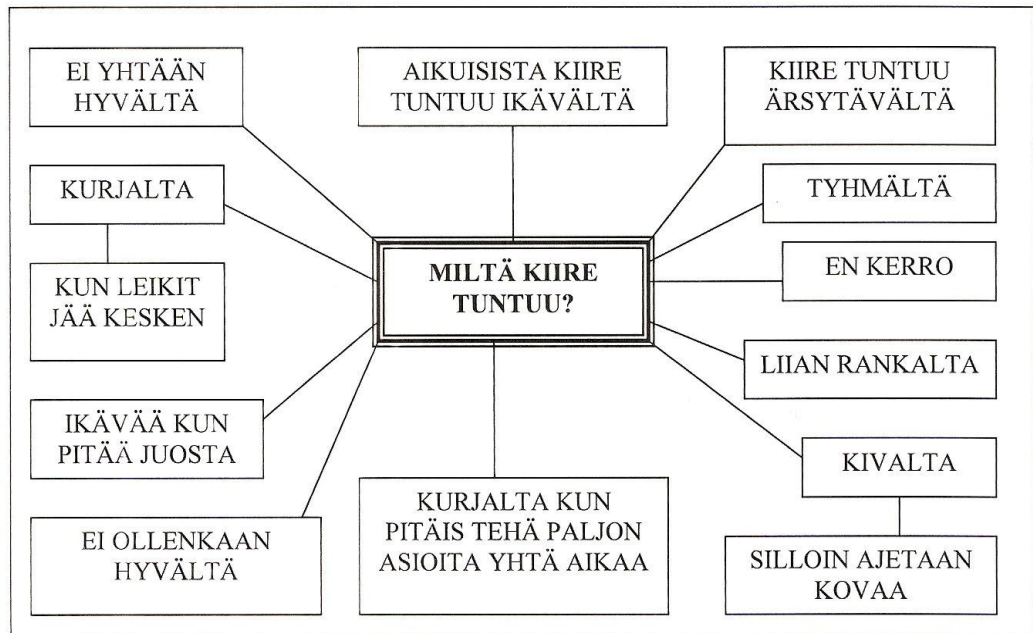 EI YHTÄÄN
HYVÄLTÄ
AIKUISISTA KIIRE
TUNTUU IKÄVÄLTÄ
KIIRE TUNTUU
ÄRSYTÄVÄLTÄ
KURJALTA
TYHMÄLTÄ
MILTÄ KIIRE
TUNTUU?
EN KERRO
KUN LEIKIT
JÄÄ KESKEN
LIIAN RANKALTA
IKÄVÄÄ KUN
PITÄÄ JUOSTA
KIVALTA
KURJALTA KUN
PITÄIS TEHÄ PALJON
ASIOITA YHTÄ AIKAA
EI OLLENKAAN
HYVÄLTÄ
SILLOIN AJETAAN
KOVAA